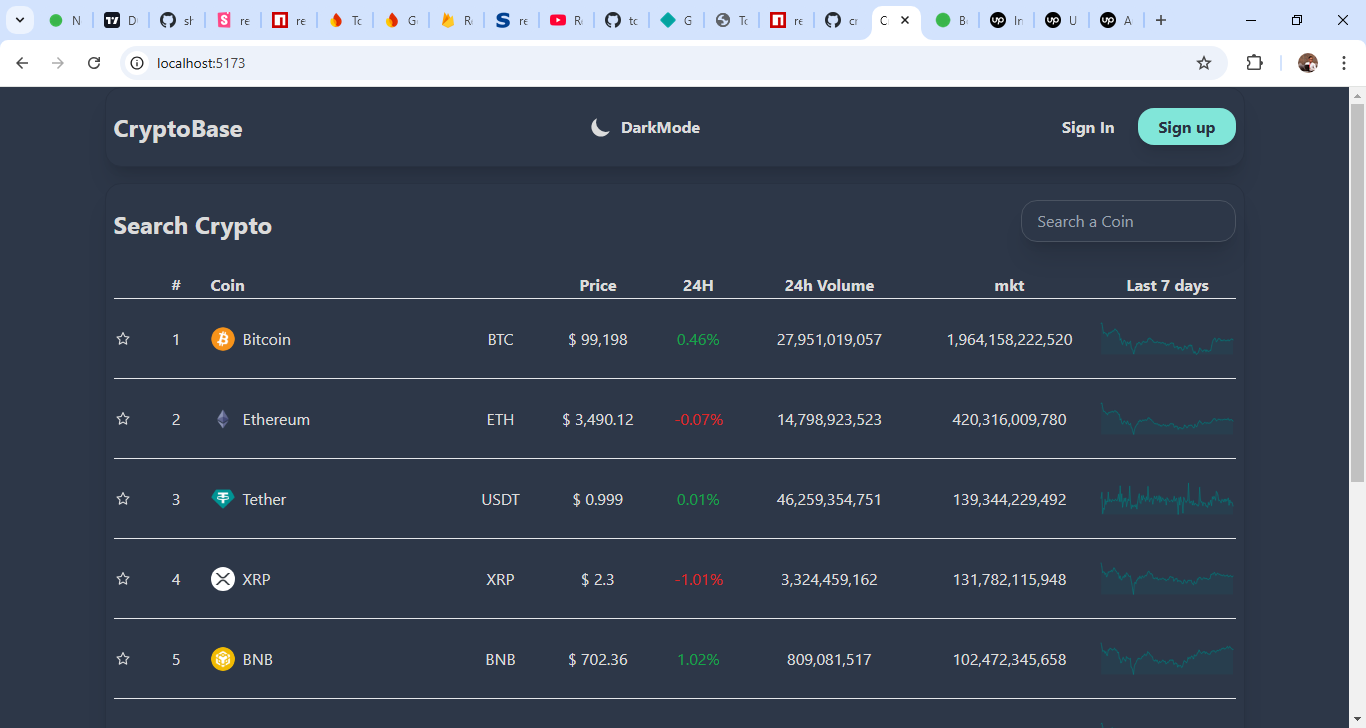 N D sh re re Tc G R re R tc G Tc re cr C B In U A
localhost:5173
CryptoBase DarkMode Sign In Sign up
Search Crypto Search a Coin
# Coin Price 24H 24h Volume mkt Last 7 days
1 Bitcoin BTC $ 99,198 0.46% 27,951,019,057 1,964,158,222,520
2 Ethereum ETH $ 3,490.12 -0.07% 14,798,923,523 420,316,009,780
3 Tether USDT $ 0.999 0.01% 46,259,354,751 139,344,229,492
4 XRP XRP $ 2.3 -1.01% 3,324,459,162 131,782,115,948
5 BNB BNB $ 702.36 1.02% 809,081,517 102,472,345,658